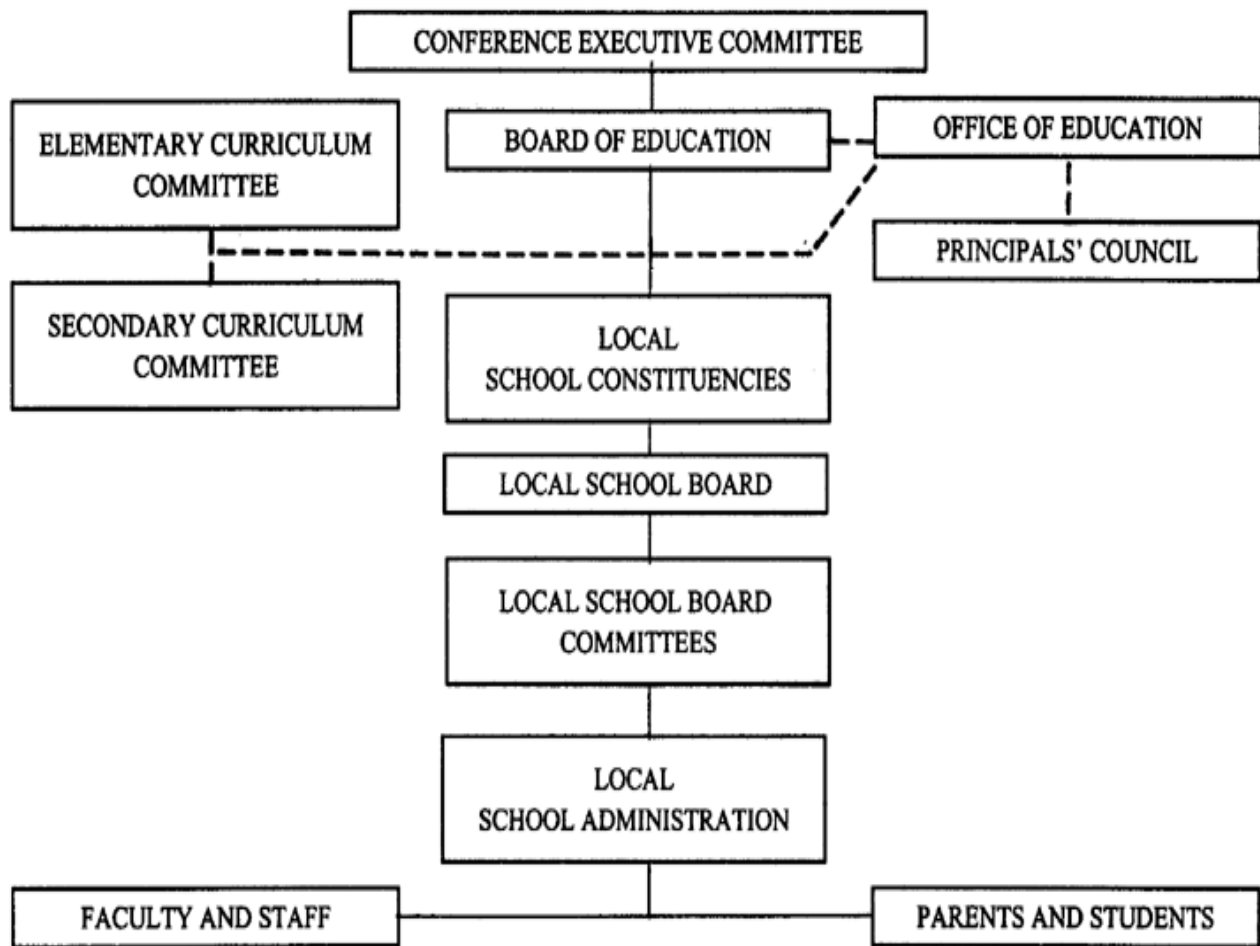 CONFERENCE EXECUTIVE COMMITTEE
ELEMENTARY CURRICULUM
COMMITTEE
BOARD OF EDUCATION
OFFICE OF EDUCATION
PRINCIPALS' COUNCIL
SECONDARY CURRICULUM
COMMITTEE
LOCAL
SCHOOL CONSTITUENCIES
LOCAL SCHOOL BOARD
LOCAL SCHOOL BOARD
COMMITTEES
LOCAL
SCHOOL ADMINISTRATION
FACULTY AND STAFF
PARENTS AND STUDENTS